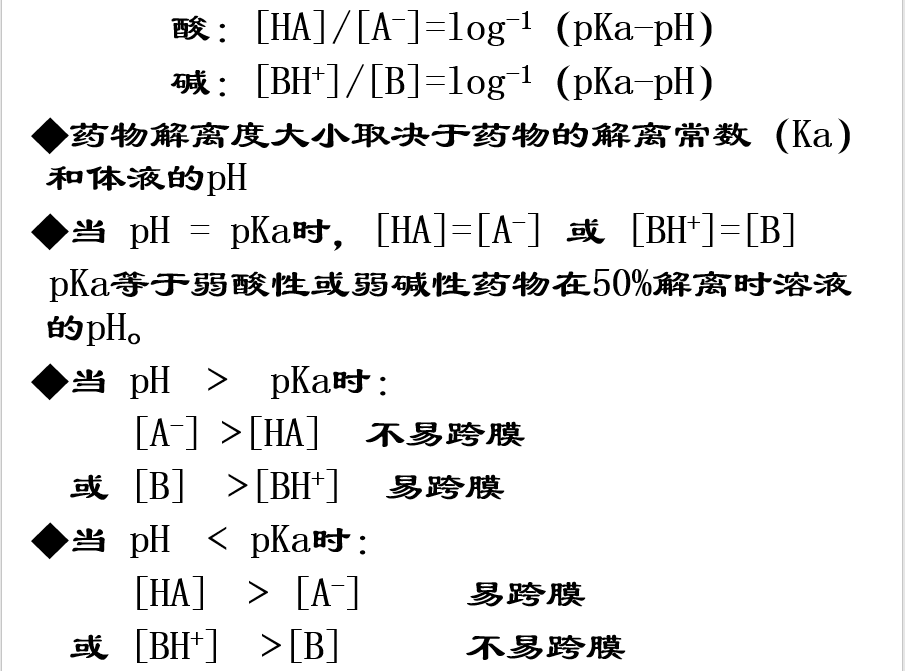 酸：[HA]/[A⁻]=log⁻¹ (pKa-pH)
碱：[BH⁺]/[B]=log⁻¹ (pKa-pH)
◆药物解离度大小取决于药物的解离常数 (Ka)
和体液的pH
◆当 pH = pKa时，[HA]=[A⁻] 或 [BH⁺]=[B]
pKa等于弱酸性或弱碱性药物在50%解离时溶液
的pH。
◆当 pH > pKa时：
[A⁻] >[HA] 不易跨膜
或 [B] >[BH⁺] 易跨膜
◆当 pH < pKa时：
[HA] > [A⁻] 易跨膜
或 [BH⁺] >[B] 不易跨膜